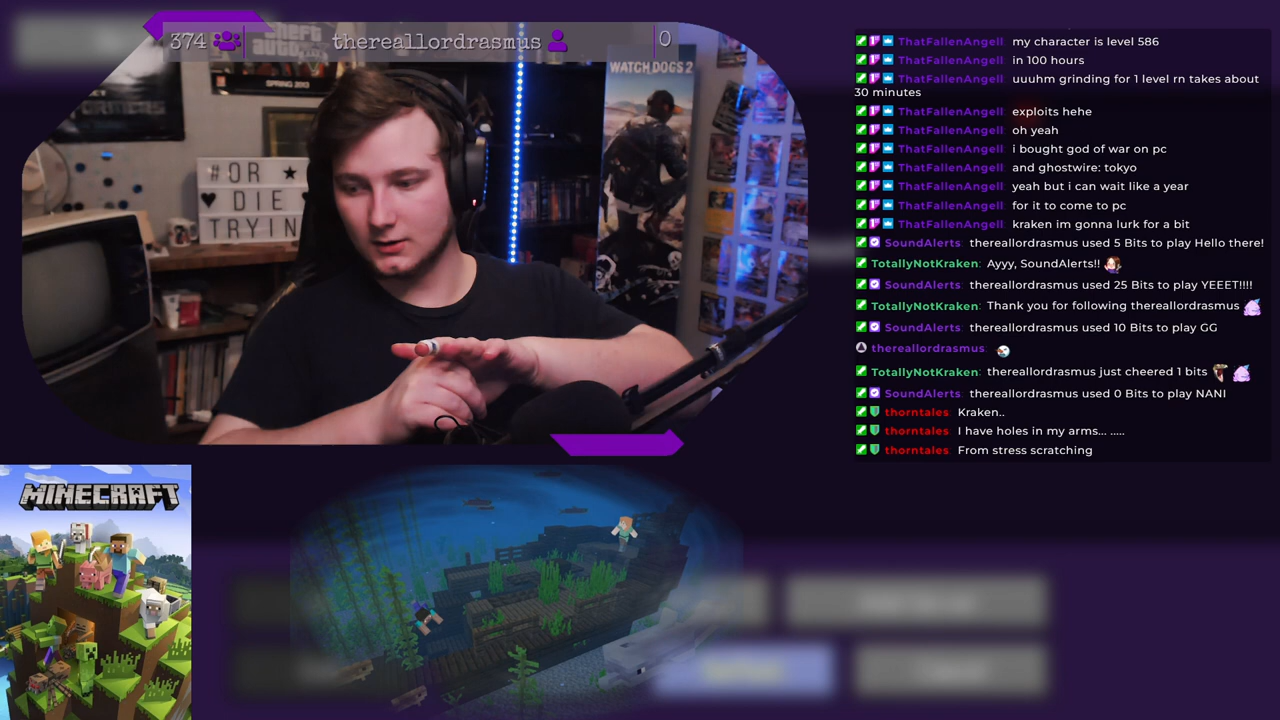 374
thereallordrasmus
0
theft
auto
SPRING 2013
WATCH DOGS 2
#OR ★
♥ DIE
TRYIN
MINECRAFT
ThatFallenAngell: my character is level 586
ThatFallenAngell: in 100 hours
ThatFallenAngell: uuuhm grinding for 1 level rn takes about
30 minutes
ThatFallenAngell: exploits hehe
ThatFallenAngell: oh yeah
ThatFallenAngell: i bought god of war on pc
ThatFallenAngell: and ghostwire: tokyo
ThatFallenAngell: yeah but i can wait like a year
ThatFallenAngell: for it to come to pc
ThatFallenAngell: kraken im gonna lurk for a bit
SoundAlerts: thereallordrasmus used 5 Bits to play Hello there!
TotallyNotKraken: Ayyy, SoundAlerts!!
SoundAlerts: thereallordrasmus used 25 Bits to play YEEET!!!!
TotallyNotKraken: Thank you for following thereallordrasmus
SoundAlerts: thereallordrasmus used 10 Bits to play GG
thereallordrasmus:
TotallyNotKraken: thereallordrasmus just cheered 1 bits
SoundAlerts: thereallordrasmus used 0 Bits to play NANI
thorntales: Kraken..
thorntales: I have holes in my arms... .....
thorntales: From stress scratching